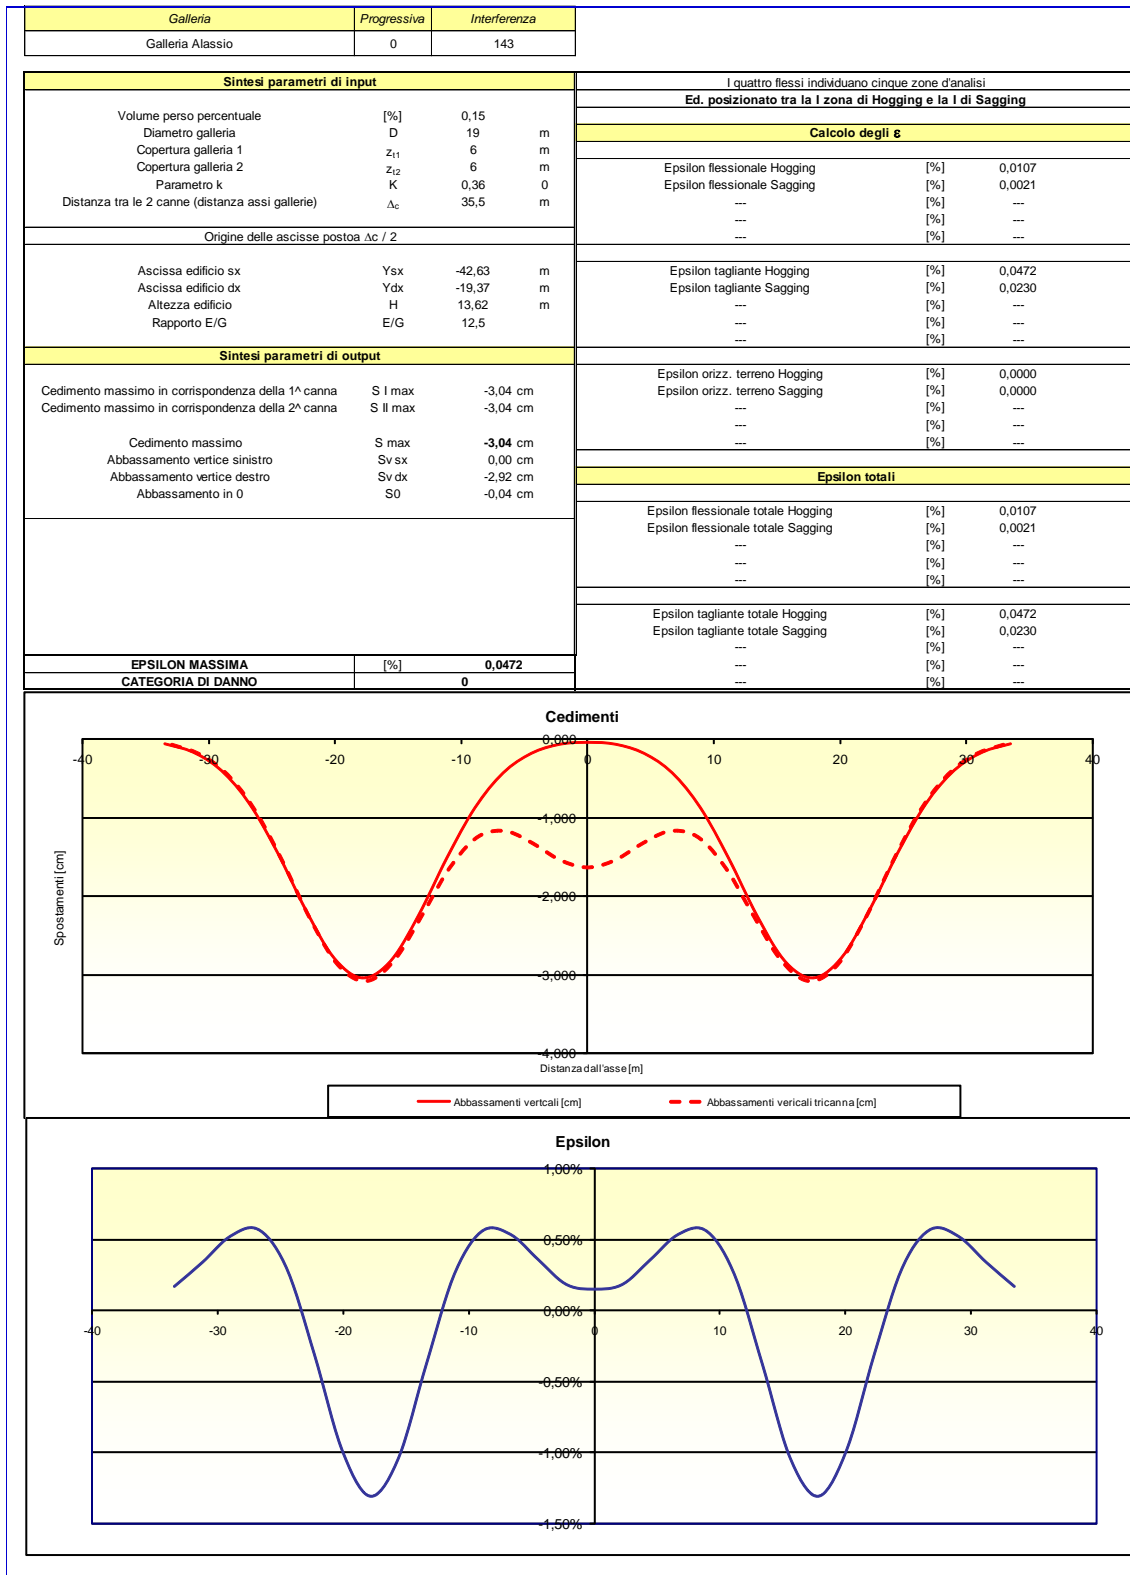 Galleria Progressiva Interferenza
Galleria Alassio 0 143
Sintesi parametri di input
Volume perso percentuale [%] 0,15
Diametro galleria D 19 m
Copertura galleria 1 zt1 6 m
Copertura galleria 2 zt2 6 m
Parametro k K 0,36 0
Distanza tra le 2 canne (distanza assi gallerie) Δc 35,5 m
Origine delle ascisse postoa Δc / 2
Ascissa edificio sx Ysx -42,63 m
Ascissa edificio dx Ydx -19,37 m
Altezza edificio H 13,62 m
Rapporto E/G E/G 12,5
Sintesi parametri di output
Cedimento massimo in corrispondenza della 1^ canna S I max -3,04 cm
Cedimento massimo in corrispondenza della 2^ canna S II max -3,04 cm
Cedimento massimo S max -3,04 cm
Abbassamento vertice sinistro Sv sx 0,00 cm
Abbassamento vertice destro Sv dx -2,92 cm
Abbassamento in 0 S0 -0,04 cm
EPSILON MASSIMA [%] 0,0472
CATEGORIA DI DANNO 0
I quattro flessi individuano cinque zone d'analisi
Ed. posizionato tra la I zona di Hogging e la I di Sagging
Calcolo degli ε
Epsilon flessionale Hogging [%] 0,0107
Epsilon flessionale Sagging [%] 0,0021
--- [%] ---
--- [%] ---
--- [%] ---
Epsilon tagliante Hogging [%] 0,0472
Epsilon tagliante Sagging [%] 0,0230
--- [%] ---
--- [%] ---
--- [%] ---
Epsilon orizz. terreno Hogging [%] 0,0000
Epsilon orizz. terreno Sagging [%] 0,0000
--- [%] ---
--- [%] ---
--- [%] ---
Epsilon totali
Epsilon flessionale totale Hogging [%] 0,0107
Epsilon flessionale totale Sagging [%] 0,0021
--- [%] ---
--- [%] ---
--- [%] ---
Epsilon tagliante totale Hogging [%] 0,0472
Epsilon tagliante totale Sagging [%] 0,0230
--- [%] ---
--- [%] ---
--- [%] ---
Cedimenti
0,000
-40 -30 -20 -10 0 10 20 30 40
-1,000
-2,000
-3,000
-4,000
Spostamenti [cm]
Distanza dall'asse [m]
Abbassamenti vertcali [cm] Abbassamenti vericali tricanna [cm]
Epsilon
1,00%
0,50%
0,00%
-40 -30 -20 -10 0 10 20 30 40
-0,50%
-1,00%
-1,50%